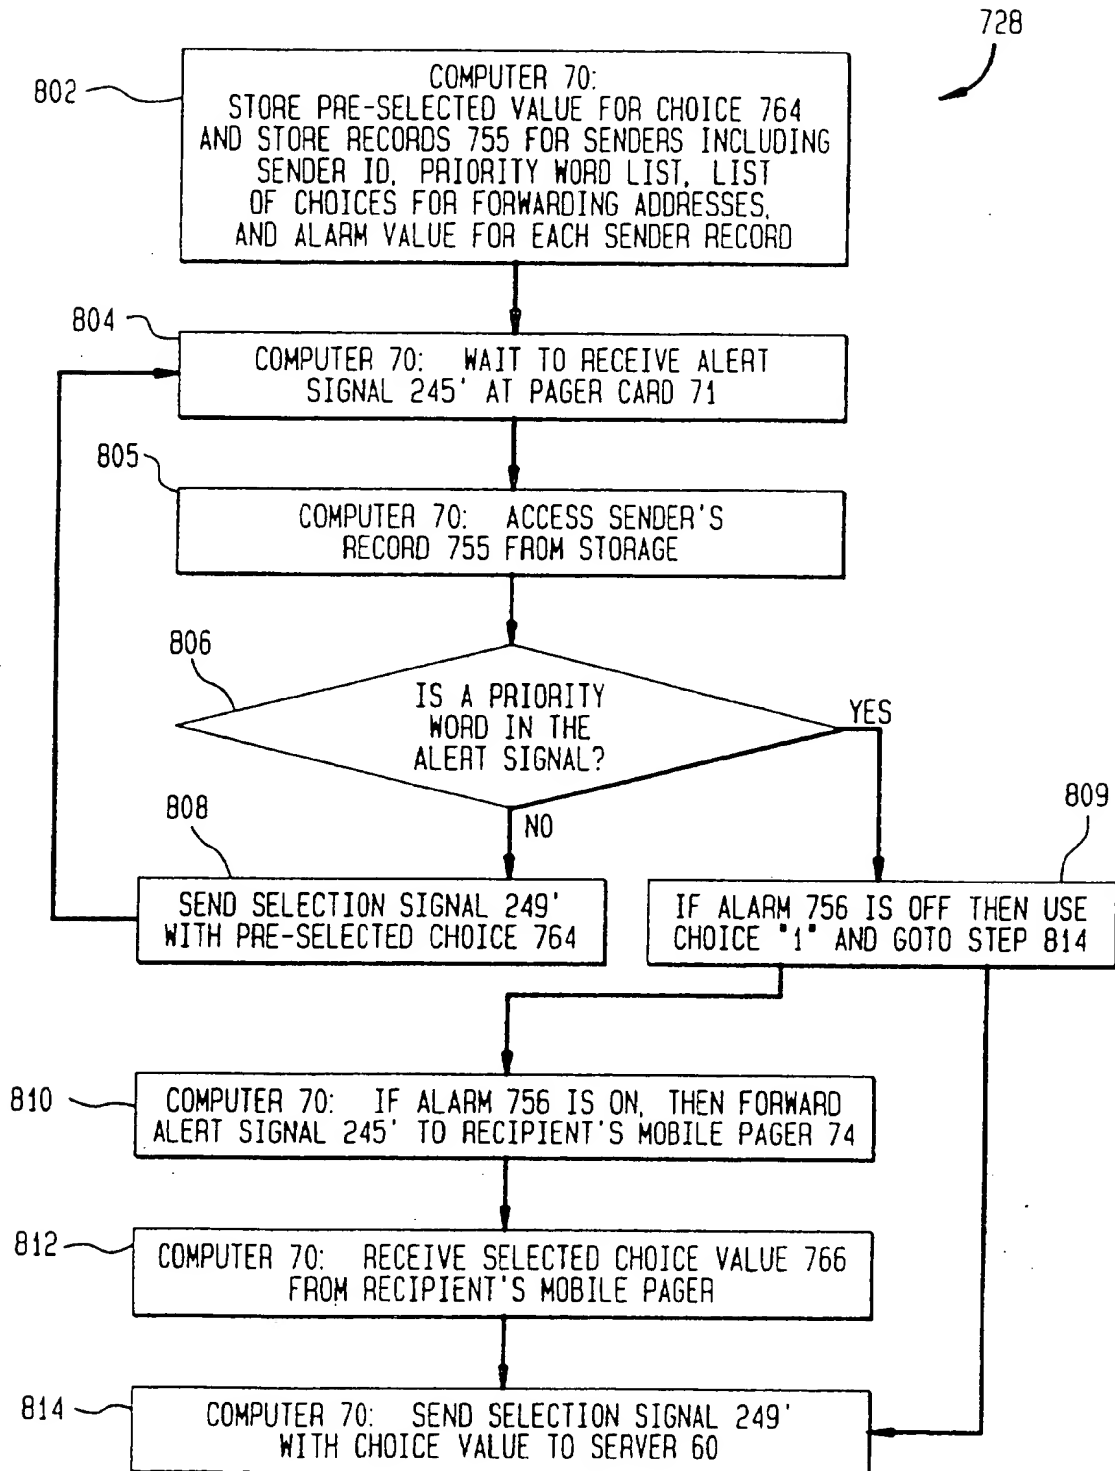 728
802
COMPUTER 70:
STORE PRE-SELECTED VALUE FOR CHOICE 764
AND STORE RECORDS 755 FOR SENDERS INCLUDING
SENDER ID, PRIORITY WORD LIST, LIST
OF CHOICES FOR FORWARDING ADDRESSES,
AND ALARM VALUE FOR EACH SENDER RECORD
804
COMPUTER 70: WAIT TO RECEIVE ALERT
SIGNAL 245' AT PAGER CARD 71
805
COMPUTER 70: ACCESS SENDER'S
RECORD 755 FROM STORAGE
806
IS A PRIORITY
WORD IN THE
ALERT SIGNAL?
YES
NO
808
SEND SELECTION SIGNAL 249'
WITH PRE-SELECTED CHOICE 764
809
IF ALARM 756 IS OFF THEN USE
CHOICE "1" AND GOTO STEP 814
810
COMPUTER 70: IF ALARM 756 IS ON, THEN FORWARD
ALERT SIGNAL 245' TO RECIPIENT'S MOBILE PAGER 74
812
COMPUTER 70: RECEIVE SELECTED CHOICE VALUE 766
FROM RECIPIENT'S MOBILE PAGER
814
COMPUTER 70: SEND SELECTION SIGNAL 249'
WITH CHOICE VALUE TO SERVER 60